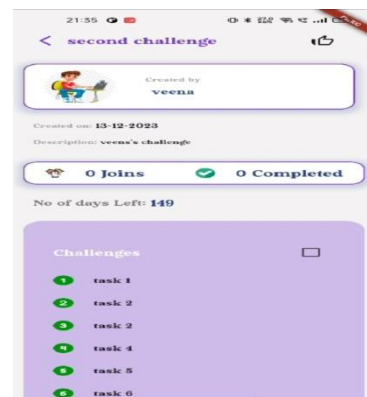 21:55
second challenge
Created by
veena
Created on: 13-12-2023
Description: veena's challenge
0 Joins 0 Completed
No of days Left: 149
Challenges
1 task 1
2 task 2
3 task 2
4 task 4
5 task 5
6 task 6